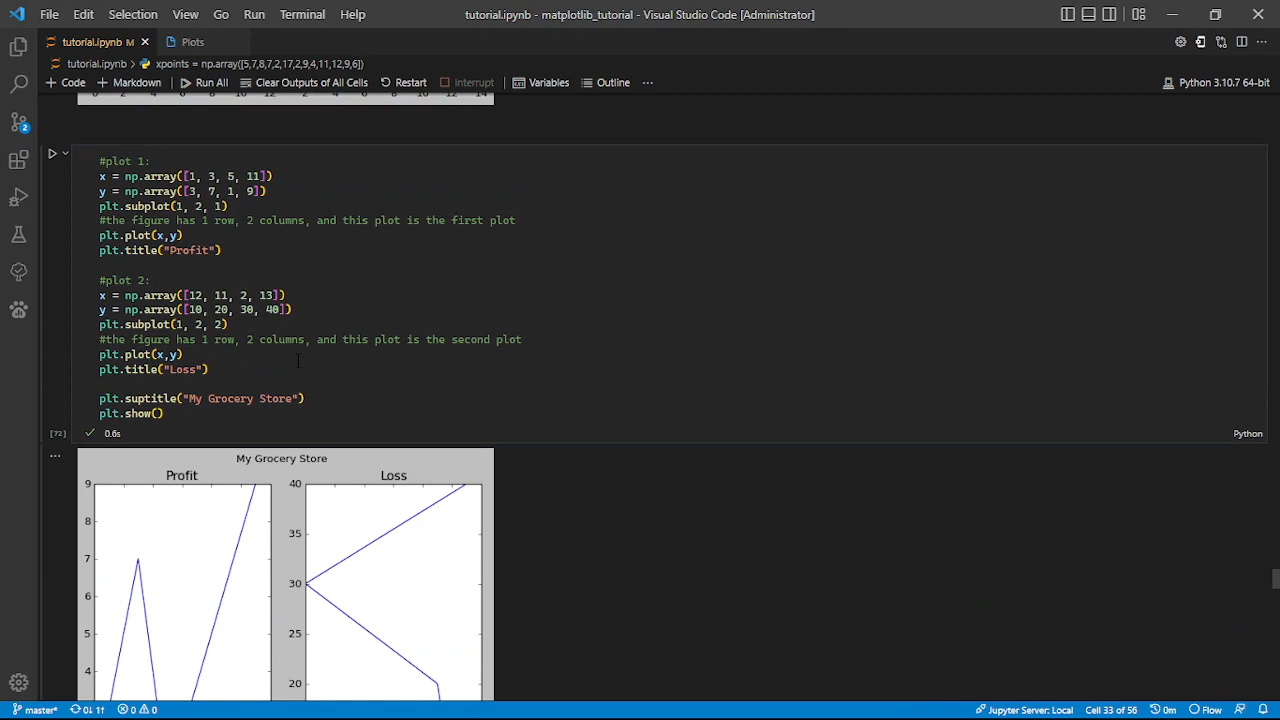 File Edit Selection View Go Run Terminal Help tutorial.ipynb - matplotlib_tutorial - Visual Studio Code [Administrator]
tutorial.ipynb M Plots
tutorial.ipynb > xpoints = np.array([5,7,8,7,2,17,2,9,4,11,12,9,6])
+ Code + Markdown Run All Clear Outputs of All Cells Restart Interrupt Variables Outline ... Python 3.10.7 64-bit
#plot 1:
x = np.array([1, 3, 5, 11])
y = np.array([3, 7, 1, 9])
plt.subplot(1, 2, 1)
#the figure has 1 row, 2 columns, and this plot is the first plot
plt.plot(x,y)
plt.title("Profit")
#plot 2:
x = np.array([12, 11, 2, 13])
y = np.array([10, 20, 30, 40])
plt.subplot(1, 2, 2)
#the figure has 1 row, 2 columns, and this plot is the second plot
plt.plot(x,y)
plt.title("Loss")
plt.suptitle("My Grocery Store")
plt.show()
[72] 0.6s Python
My Grocery Store
Profit Loss
9 40
8
35
7
6 30
5 25
4
20
2
master* 0↓ 1↑ 0 0 Jupyter Server: Local Cell 33 of 56 0m Flow